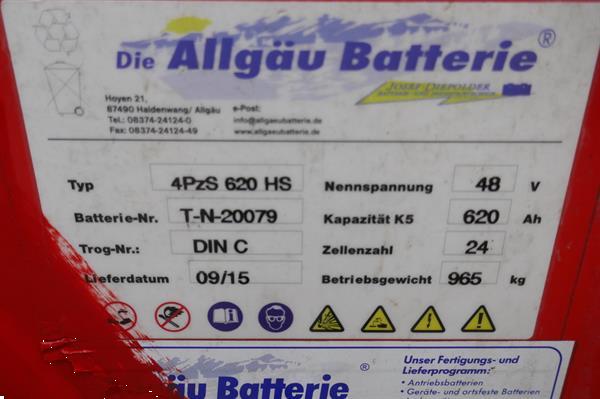 Die Allgäu Batterie®
JOSEF DIEPOLDER
Hoyen 21,
87490 Haldenwang/ Allgäu
Tel.: 08374-24124-0
Fax: 08374-24124-49
e-Post:
info@allgaeubatterie.de
www.allgaeubatterie.de
Typ 4PzS 620 HS Nennspannung 48 V
Batterie-Nr. T-N-20079 Kapazität K5 620 Ah
Trog-Nr.: DIN C Zellenzahl 24
Lieferdatum 09/15 Betriebsgewicht 965 kg
gäu Batterie®
Unser Fertigungs- und
Lieferprogramm:
• Antriebsbatterien
• Geräte- und ortsfeste Batterien